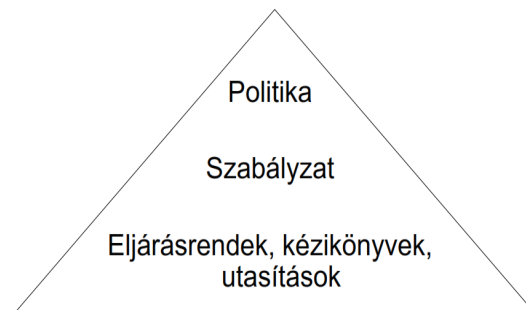 Politika
Szabályzat
Eljárásrendek, kézikönyvek,
utasítások